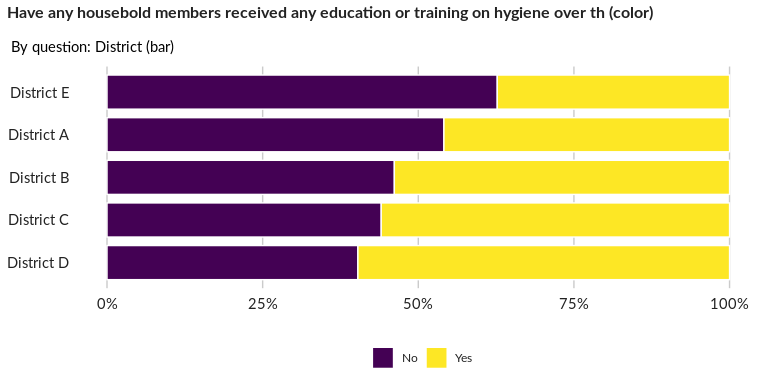 Have any household members received any education or training on hygiene over th (color)
By question: District (bar)
District E
District A
District B
District C
District D
0% 25% 50% 75% 100%
No Yes